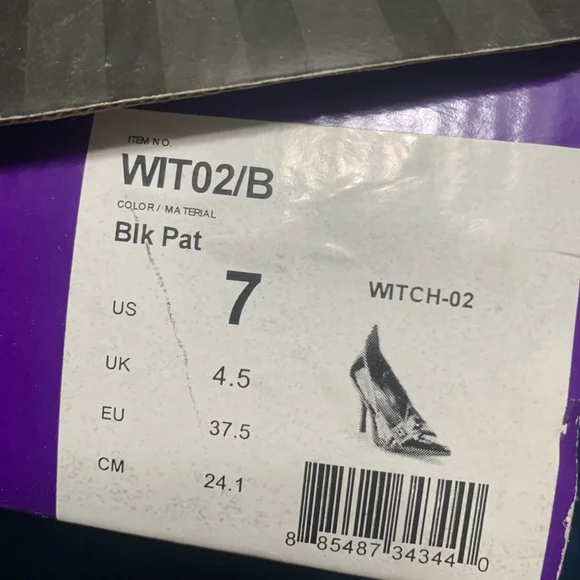 ITEM NO.
WIT02/B
COLOR / MATERIAL
Blk Pat
US 7
WITCH-02
UK 4.5
EU 37.5
CM 24.1
8 85487 34344 0